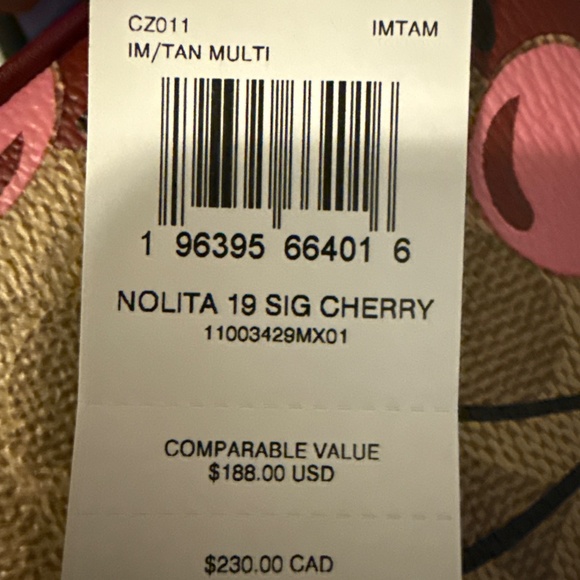 CZ011 IMTAM
IM/TAN MULTI
1 96395 66401 6
NOLITA 19 SIG CHERRY
11003429MX01
COMPARABLE VALUE
$188.00 USD
$230.00 CAD